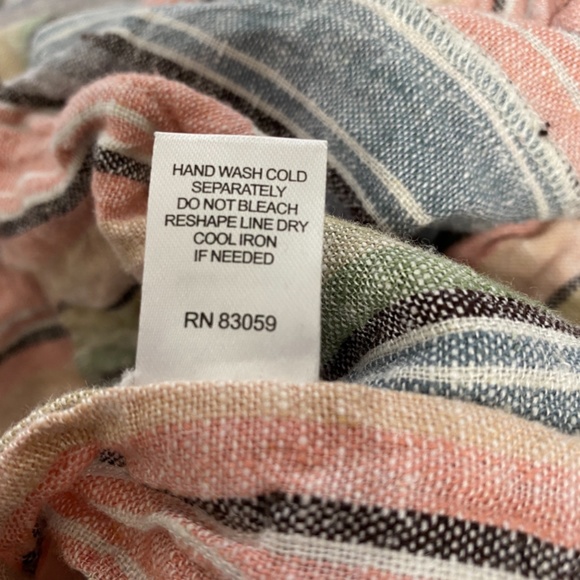 HAND WASH COLD
SEPARATELY
DO NOT BLEACH
RESHAPE LINE DRY
COOL IRON
IF NEEDED
RN 83059